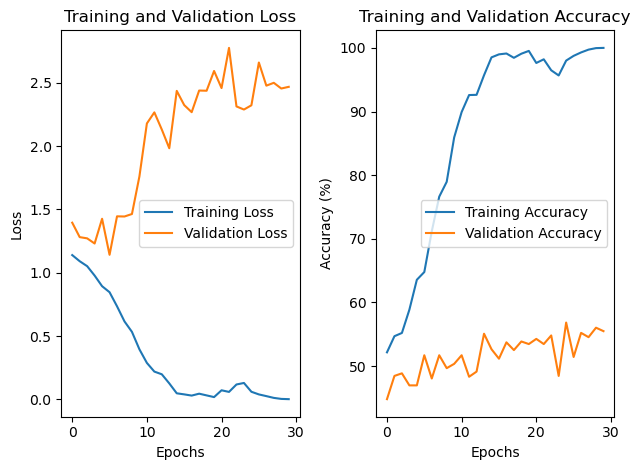 Training and Validation Loss
2.5
2.0
1.5
1.0
0.5
0.0
Loss
Training Loss
Validation Loss
0
10
20
30
Epochs
Training and Validation Accuracy
100
90
80
70
60
50
Accuracy (%)
Training Accuracy
Validation Accuracy
0
10
20
30
Epochs